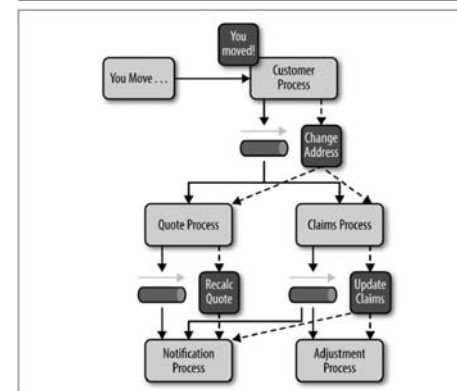 You
moved!
You Move . . .
Customer
Process
Change
Address
Quote Process
Claims Process
Recalc
Quote
Update
Claims
Notification
Process
Adjustment
Process